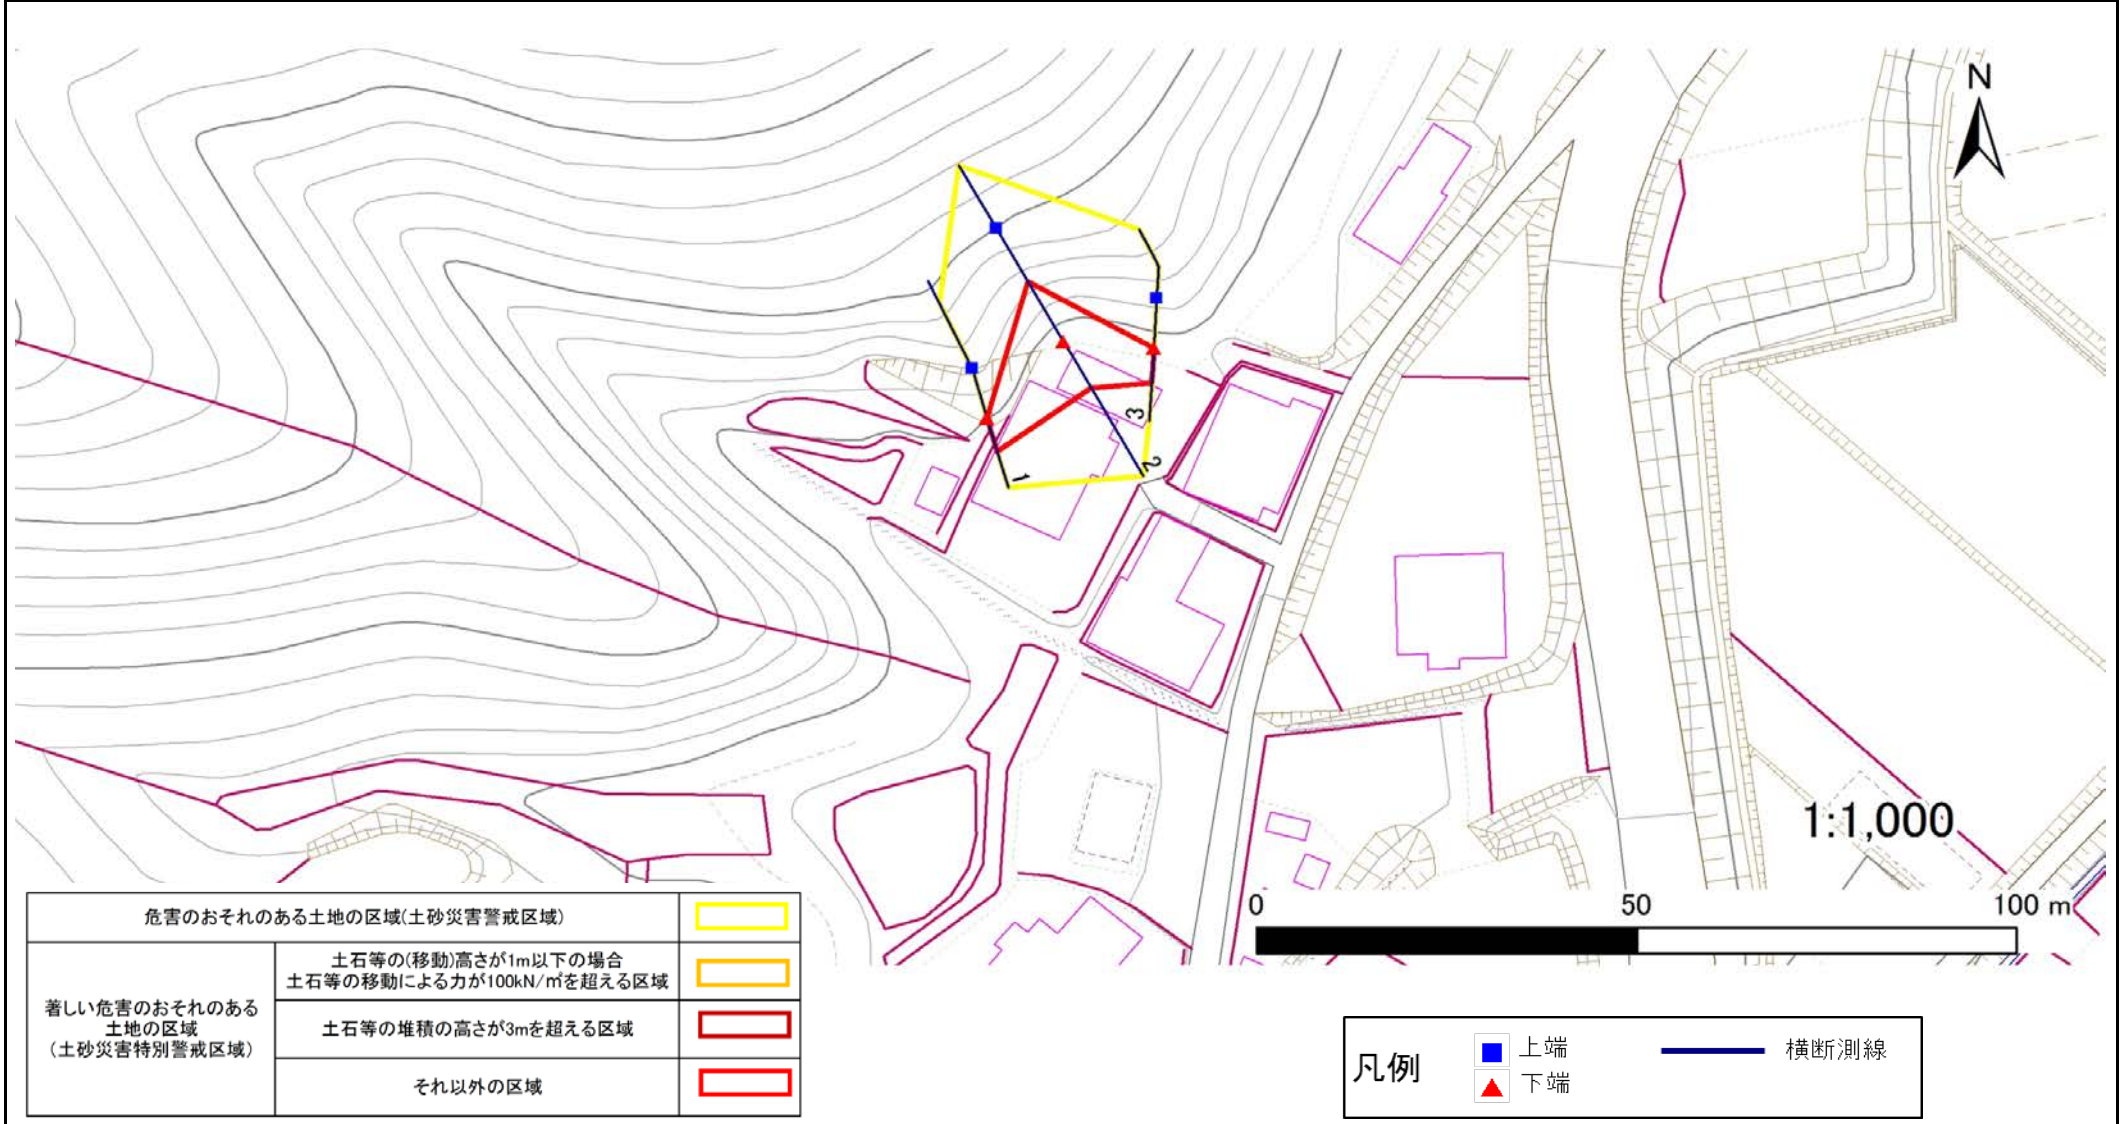 N
3
2
1
1:1,000
0 50 100 m
危害のおそれのある土地の区域(土砂災害警戒区域)
著しい危害のおそれのある
土地の区域
(土砂災害特別警戒区域)
土石等の(移動)高さが1m以下の場合
土石等の移動による力が100kN/㎡を超える区域
土石等の堆積の高さが3mを超える区域
それ以外の区域
凡例
上端
下端
横断測線